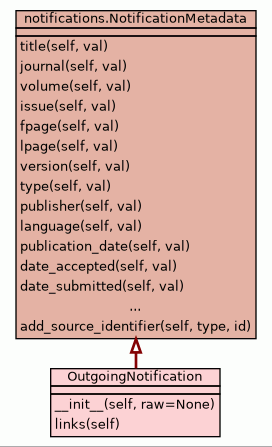 notifications.NotificationMetadata
title(self, val)
journal(self, val)
volume(self, val)
issue(self, val)
fpage(self, val)
lpage(self, val)
version(self, val)
type(self, val)
publisher(self, val)
language(self, val)
publication_date(self, val)
date_accepted(self, val)
date_submitted(self, val)
...
add_source_identifier(self, type, id)
OutgoingNotification
__init__(self, raw=None)
links(self)